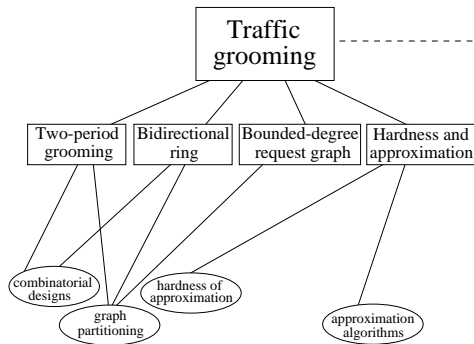 Traffic
grooming
Two-period
grooming
Bidirectional
ring
Bounded-degree
request graph
Hardness and
approximation
combinatorial
designs
hardness of
approximation
graph
partitioning
approximation
algorithms